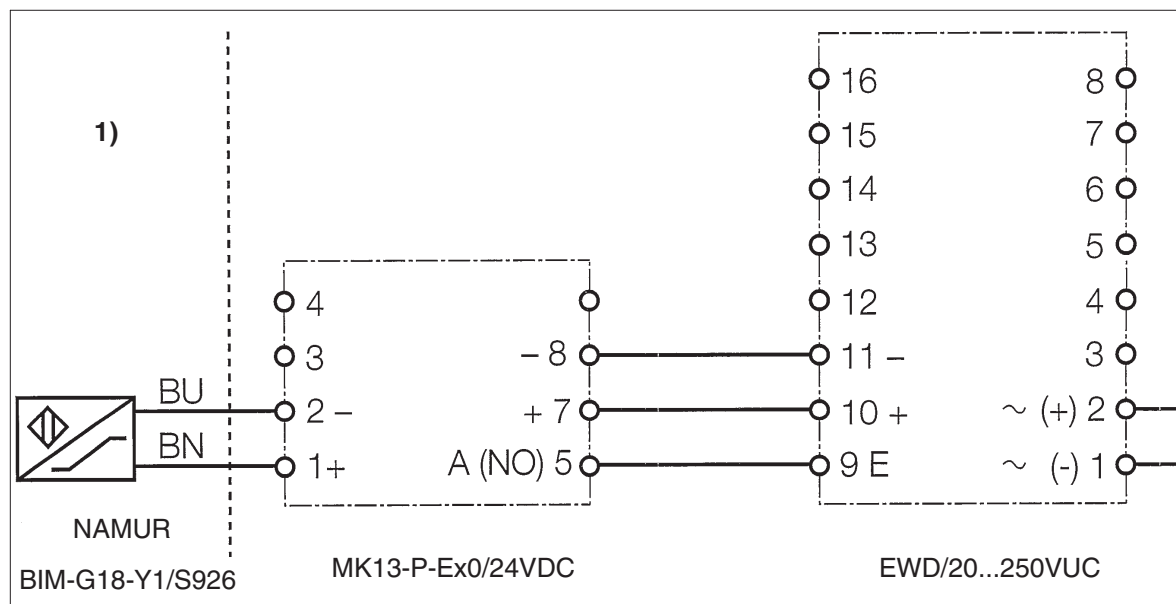 16 8
1) 15 7
14 6
13 5
4 12 4
3 - 8 11 - 3
BU 2 - + 7 10 + ~ (+) 2
BN 1+ A (NO) 5 9 E ~ (-) 1
NAMUR
BIM-G18-Y1/S926 MK13-P-Ex0/24VDC EWD/20...250VUC